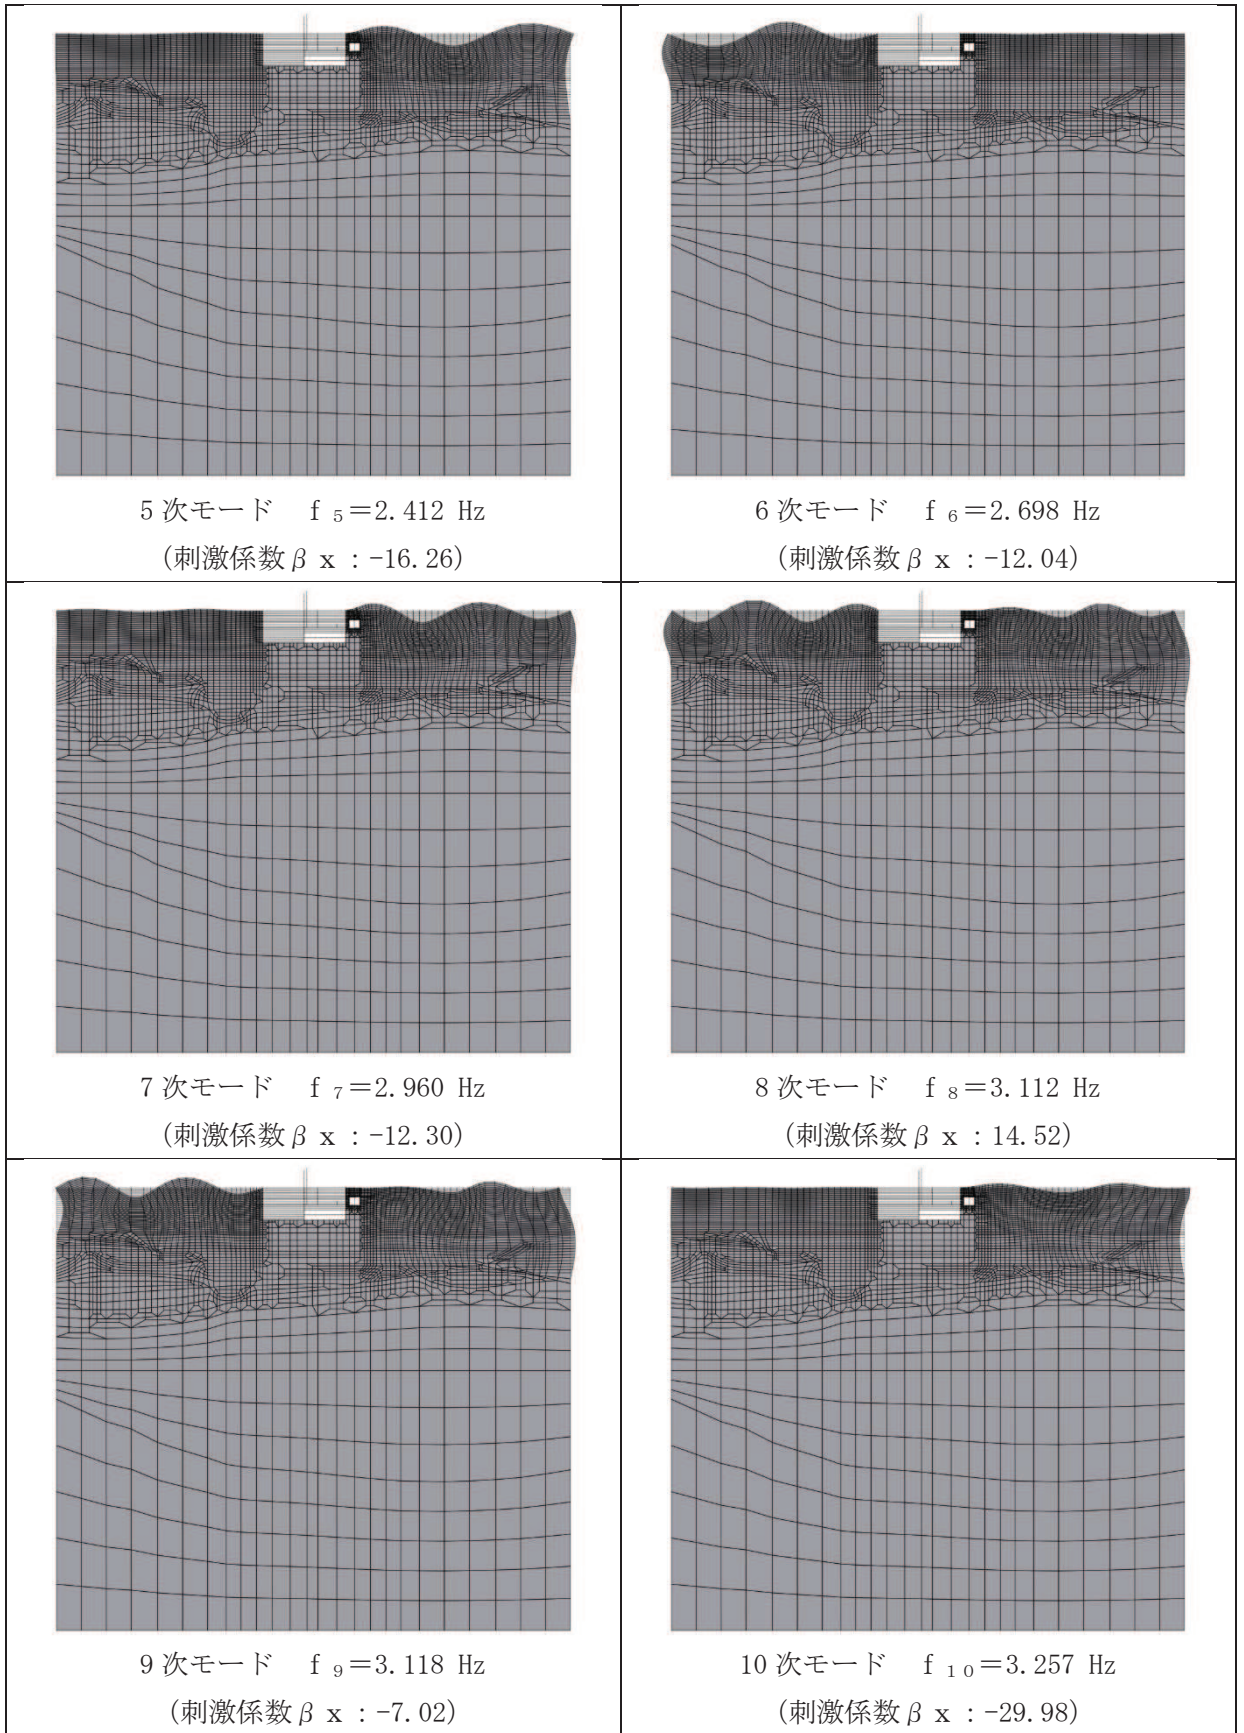 5 次モード f ₅＝2.412 Hz
(刺激係数β x：-16.26)
6 次モード f ₆＝2.698 Hz
(刺激係数β x：-12.04)
7 次モード f ₇＝2.960 Hz
(刺激係数β x：-12.30)
8 次モード f ₈＝3.112 Hz
(刺激係数β x：14.52)
9 次モード f ₉＝3.118 Hz
(刺激係数β x：-7.02)
10 次モード f ₁₀＝3.257 Hz
(刺激係数β x：-29.98)